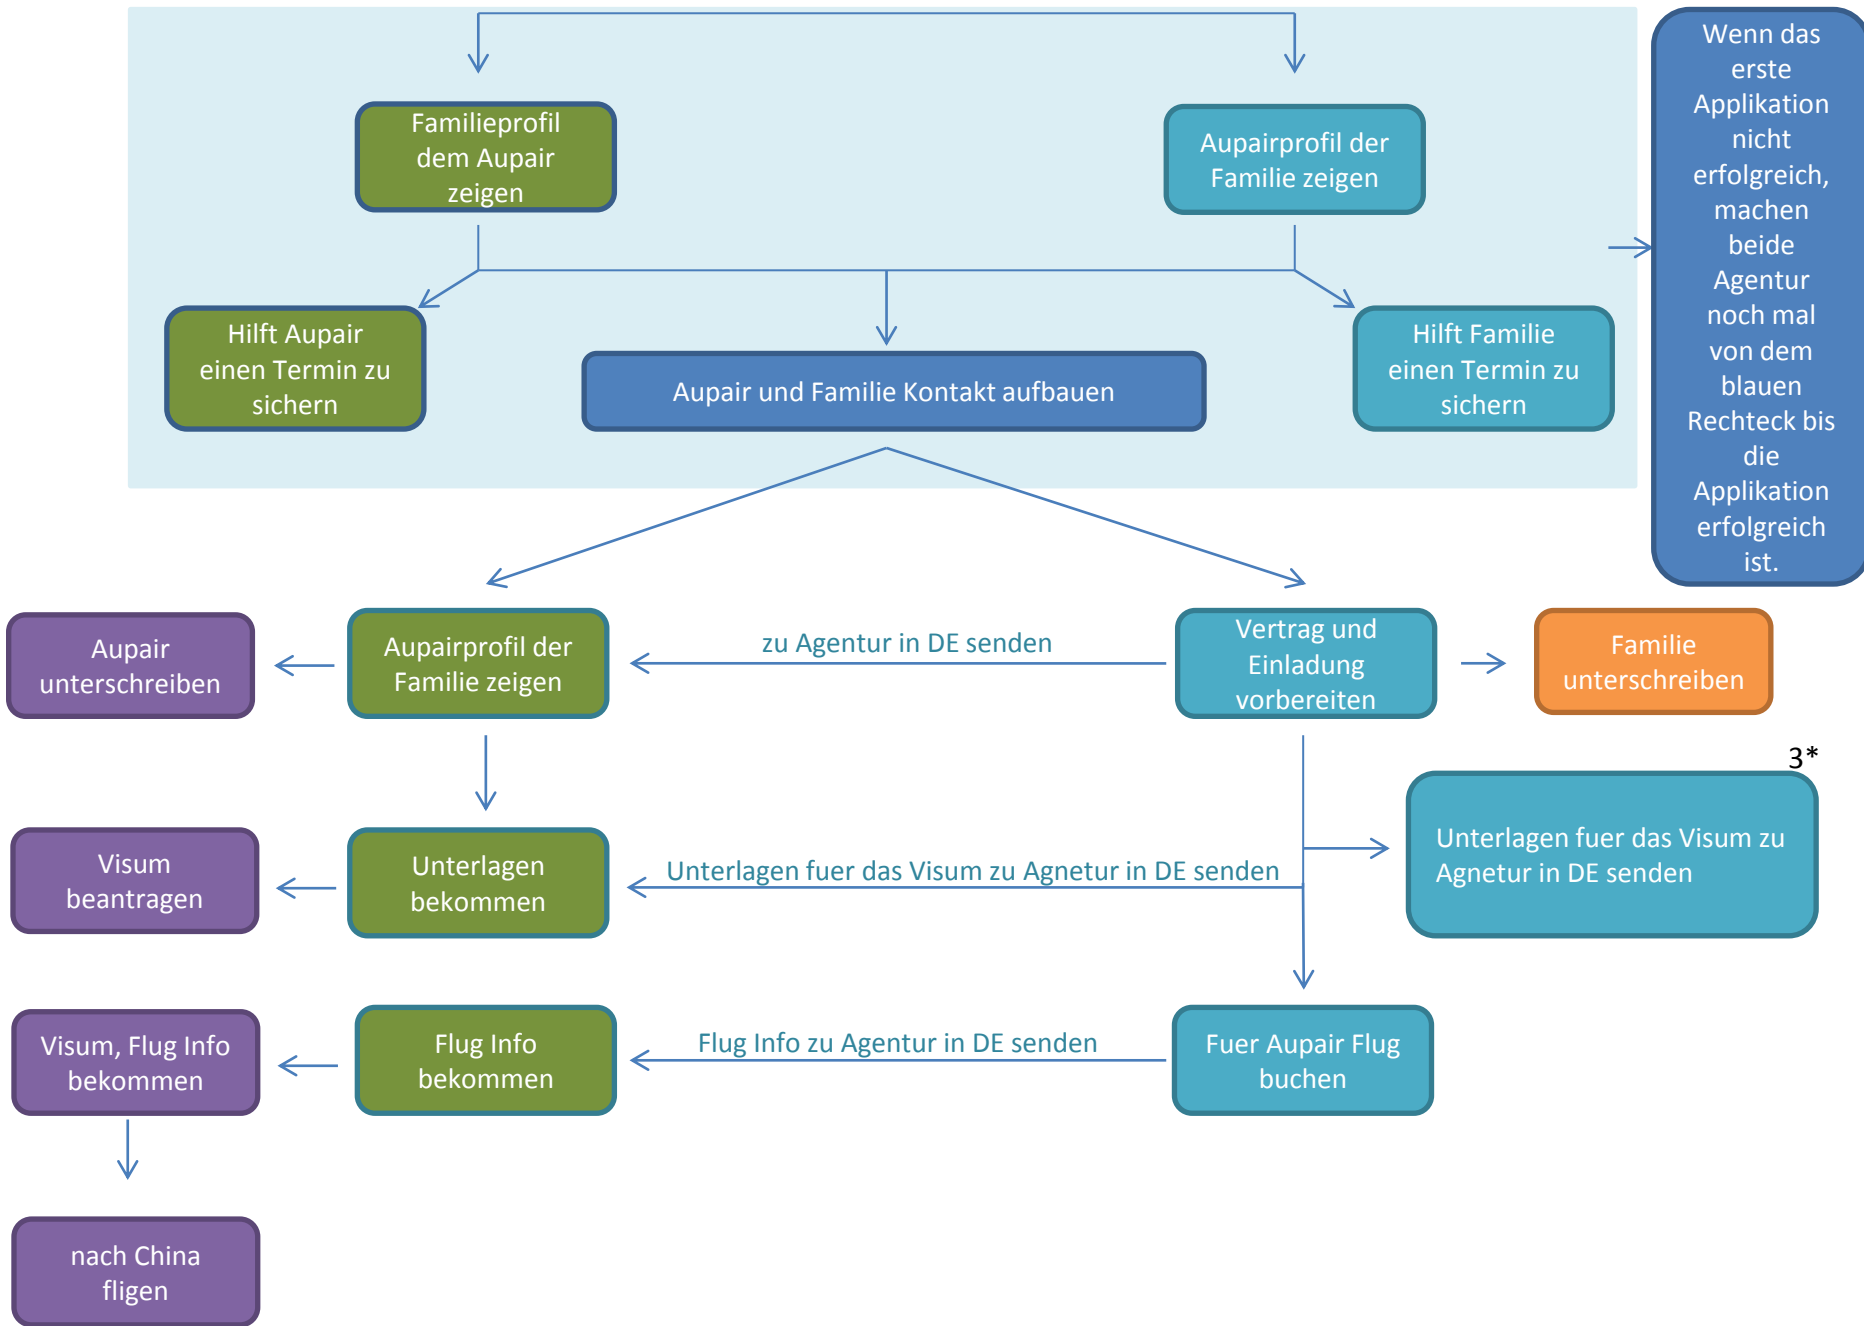 Familieprofil
dem Aupair
zeigen
Aupairprofil der
Familie zeigen
Wenn das
erste
Applikation
nicht
erfolgreich,
machen
beide
Agentur
noch mal
von dem
blauen
Rechteck bis
die
Applikation
erfolgreich
ist.
Hilft Aupair
einen Termin zu
sichern
Aupair und Familie Kontakt aufbauen
Hilft Familie
einen Termin zu
sichern
Aupair
unterschreiben
Aupairprofil der
Familie zeigen
zu Agentur in DE senden
Vertrag und
Einladung
vorbereiten
Familie
unterschreiben
3*
Visum
beantragen
Unterlagen
bekommen
Unterlagen fuer das Visum zu Agnetur in DE senden
Unterlagen fuer das Visum zu
Agnetur in DE senden
Visum, Flug Info
bekommen
Flug Info
bekommen
Flug Info zu Agentur in DE senden
Fuer Aupair Flug
buchen
nach China
fligen